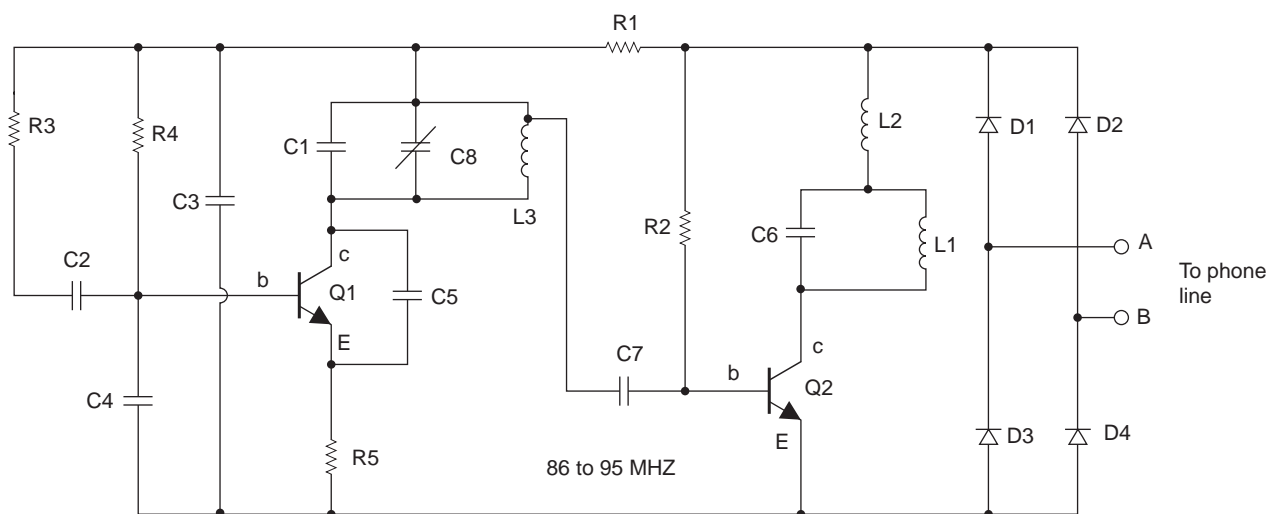 R1
R3
R4
C1
C8
L3
L2
D1
D2
C3
R2
C6
L1
A
To phone
line
B
C2
b
c
Q1
C5
E
C7
b
c
Q2
C4
E
D3
D4
R5
86 to 95 MHZ